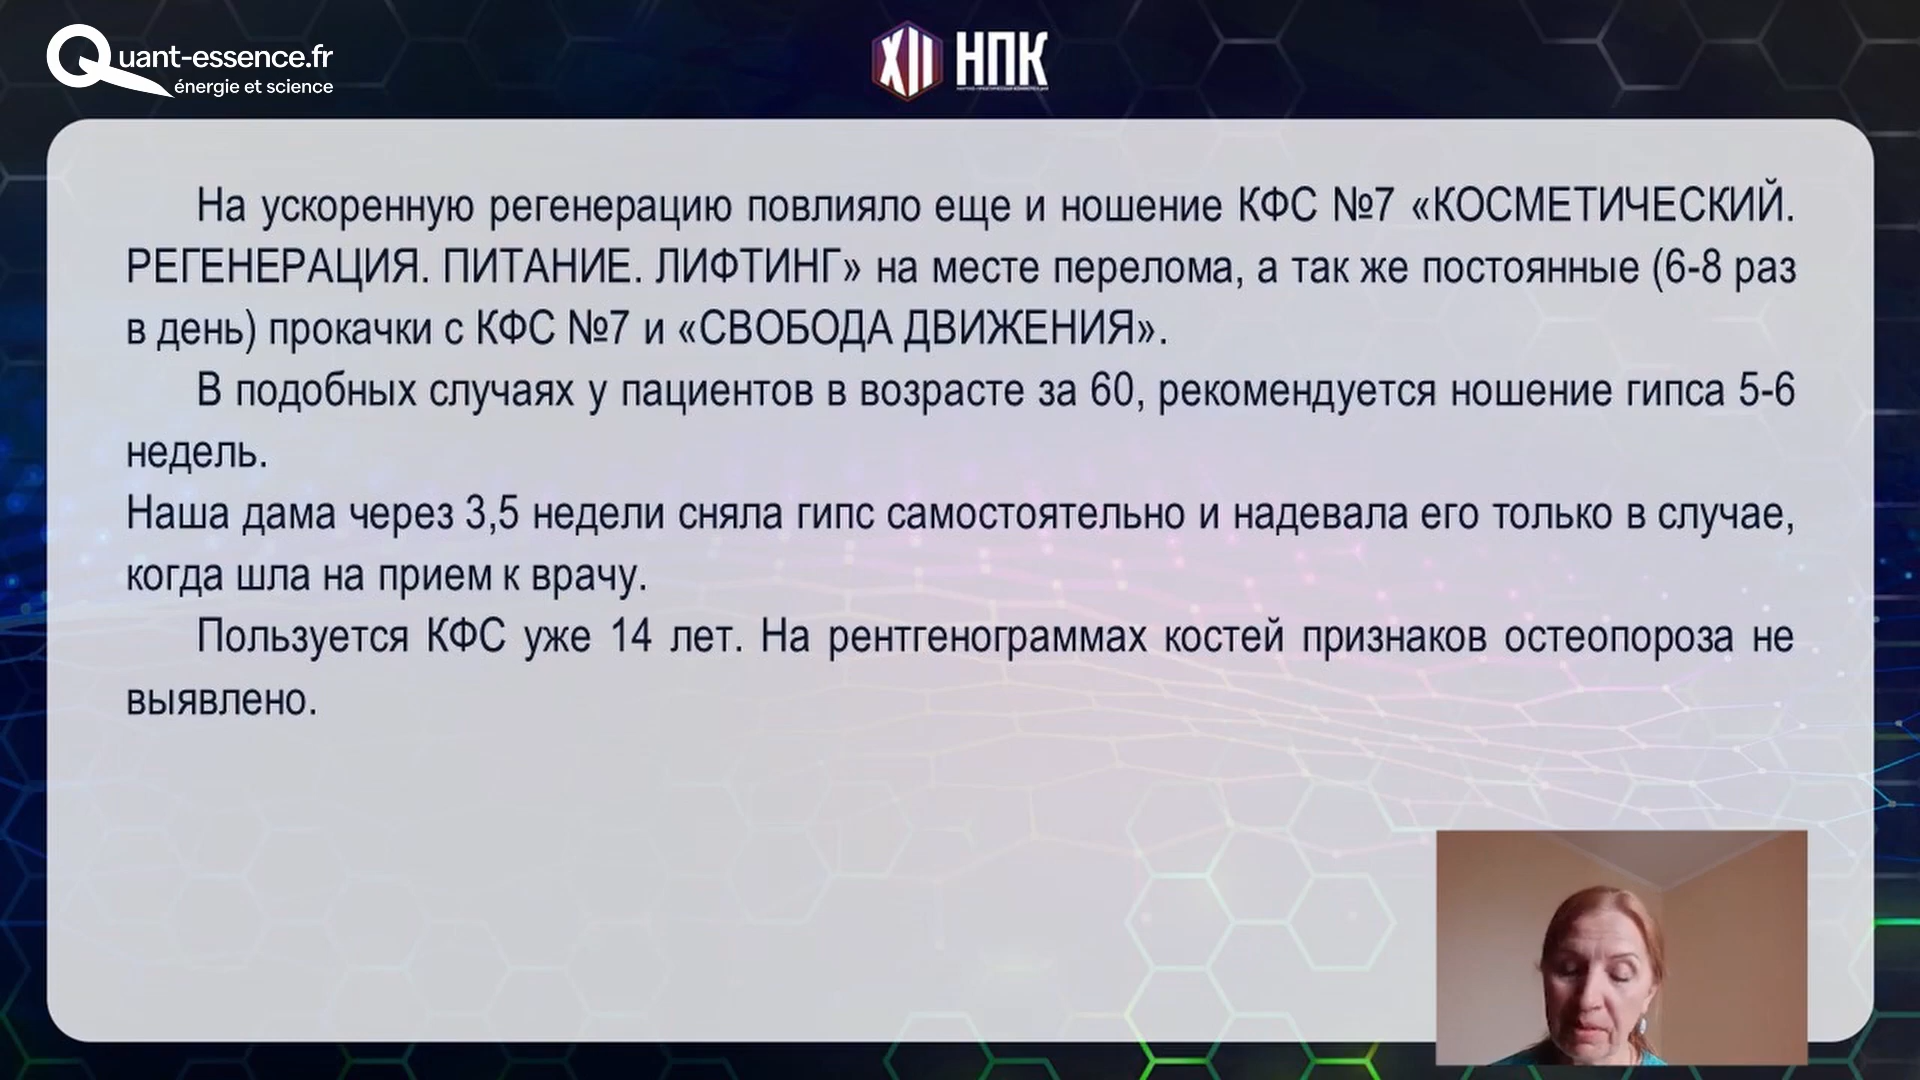 Quant-essence.fr
énergie et science
XII НПК
На ускоренную регенерацию повлияло еще и ношение КФС №7 «КОСМЕТИЧЕСКИЙ.
РЕГЕНЕРАЦИЯ. ПИТАНИЕ. ЛИФТИНГ» на месте перелома, а так же постоянные (6-8 раз
в день) прокачки с КФС №7 и «СВОБОДА ДВИЖЕНИЯ».
В подобных случаях у пациентов в возрасте за 60, рекомендуется ношение гипса 5-6
недель.
Наша дама через 3,5 недели сняла гипс самостоятельно и надевала его только в случае,
когда шла на прием к врачу.
Пользуется КФС уже 14 лет. На рентгенограммах костей признаков остеопороза не
выявлено.